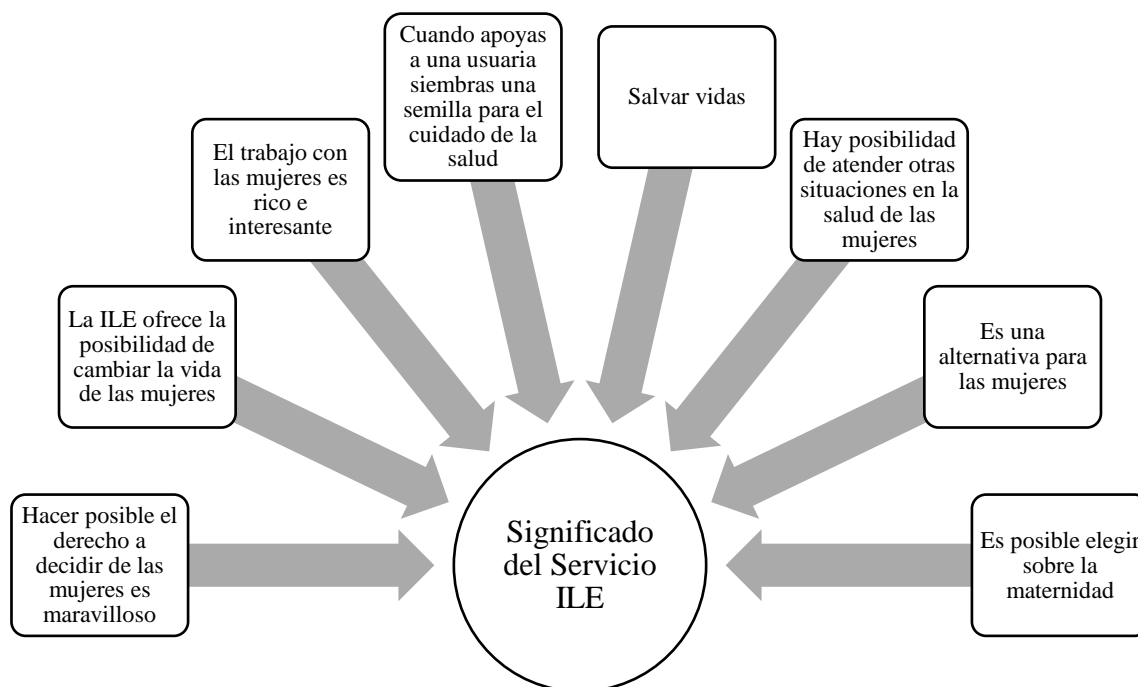 Cuando apoyas
a una usuaria
siembras una
semilla para el
cuidado de la
salud
Salvar vidas
El trabajo con
las mujeres es
rico e
interesante
Hay posibilidad
de atender otras
situaciones en la
salud de las
mujeres
La ILE ofrece la
posibilidad de
cambiar la vida
de las mujeres
Es una
alternativa para
las mujeres
Hacer posible el
derecho a
decidir de las
mujeres es
maravilloso
Significado
del Servicio
ILE
Es posible elegir
sobre la
maternidad